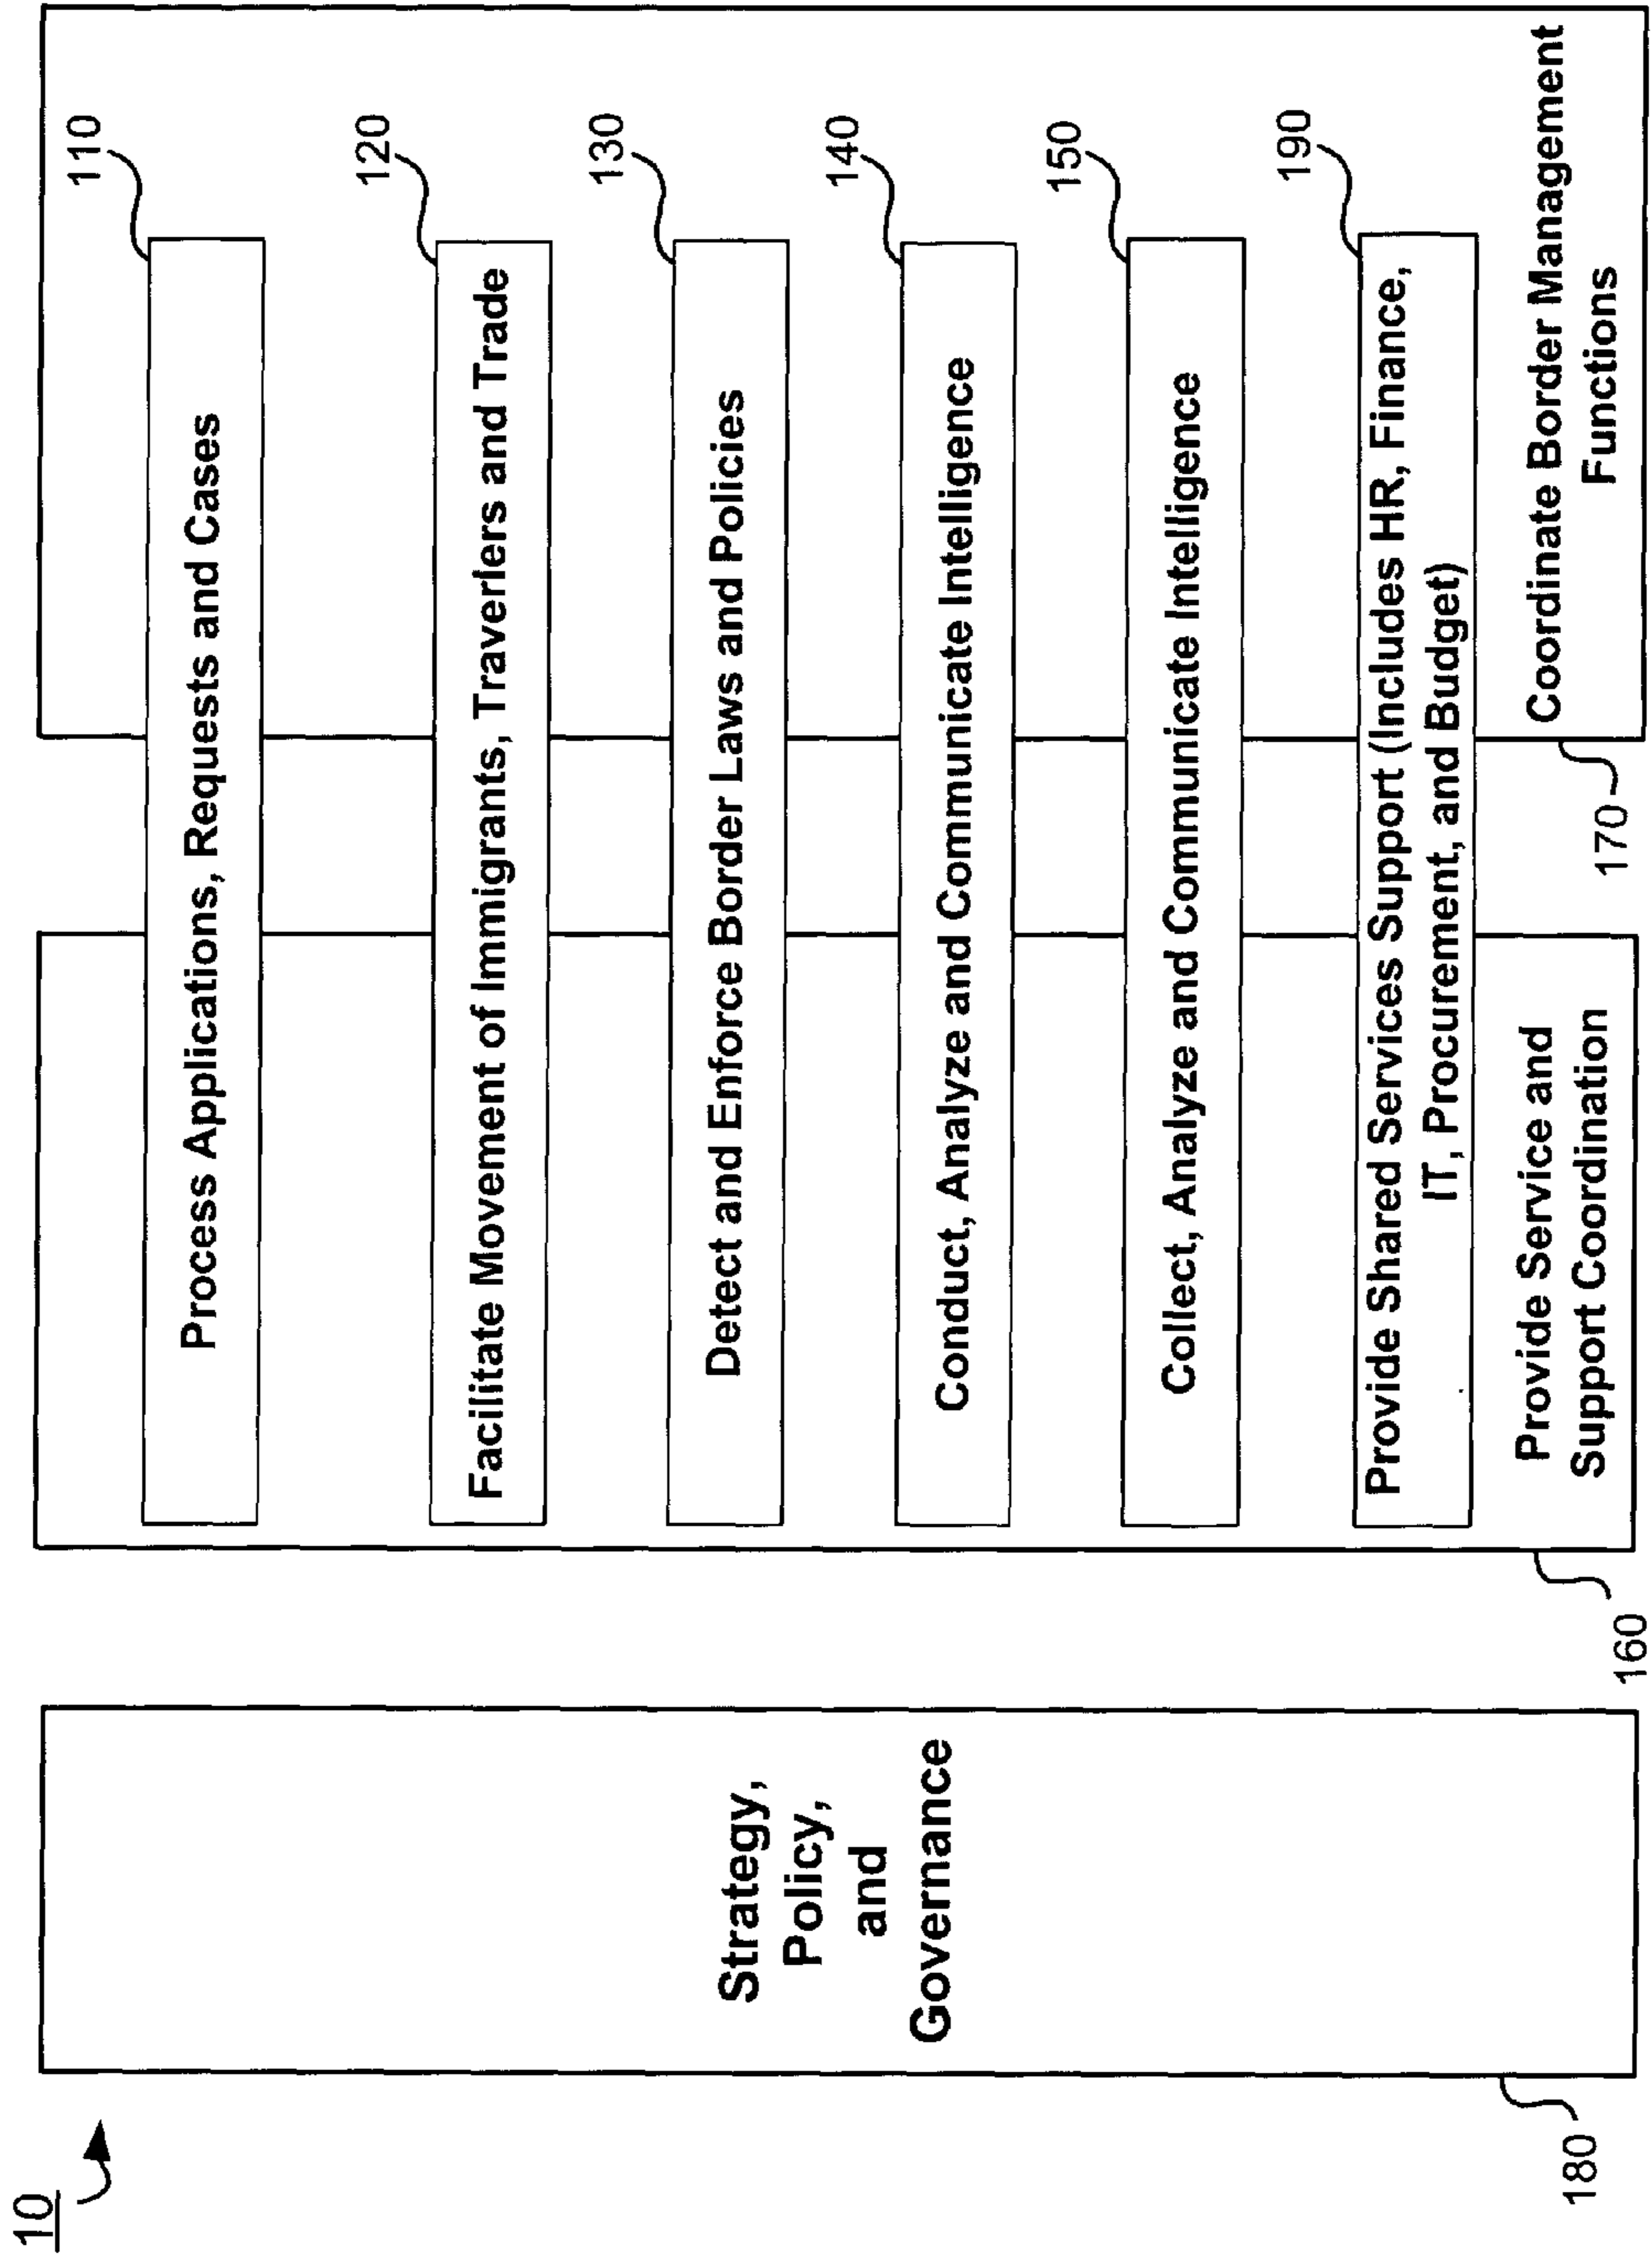 10
Strategy,
Policy,
and
Governance
180
110
Process Applications, Requests and Cases
120
Facilitate Movement of Immigrants, Traverlers and Trade
130
Detect and Enforce Border Laws and Policies
140
Conduct, Analyze and Communicate Intelligence
150
Collect, Analyze and Communicate Intelligence
190
Provide Shared Services Support (Includes HR, Finance,
IT, Procurement, and Budget)
Provide Service and
Support Coordination
160
Coordinate Border Management
Functions
170